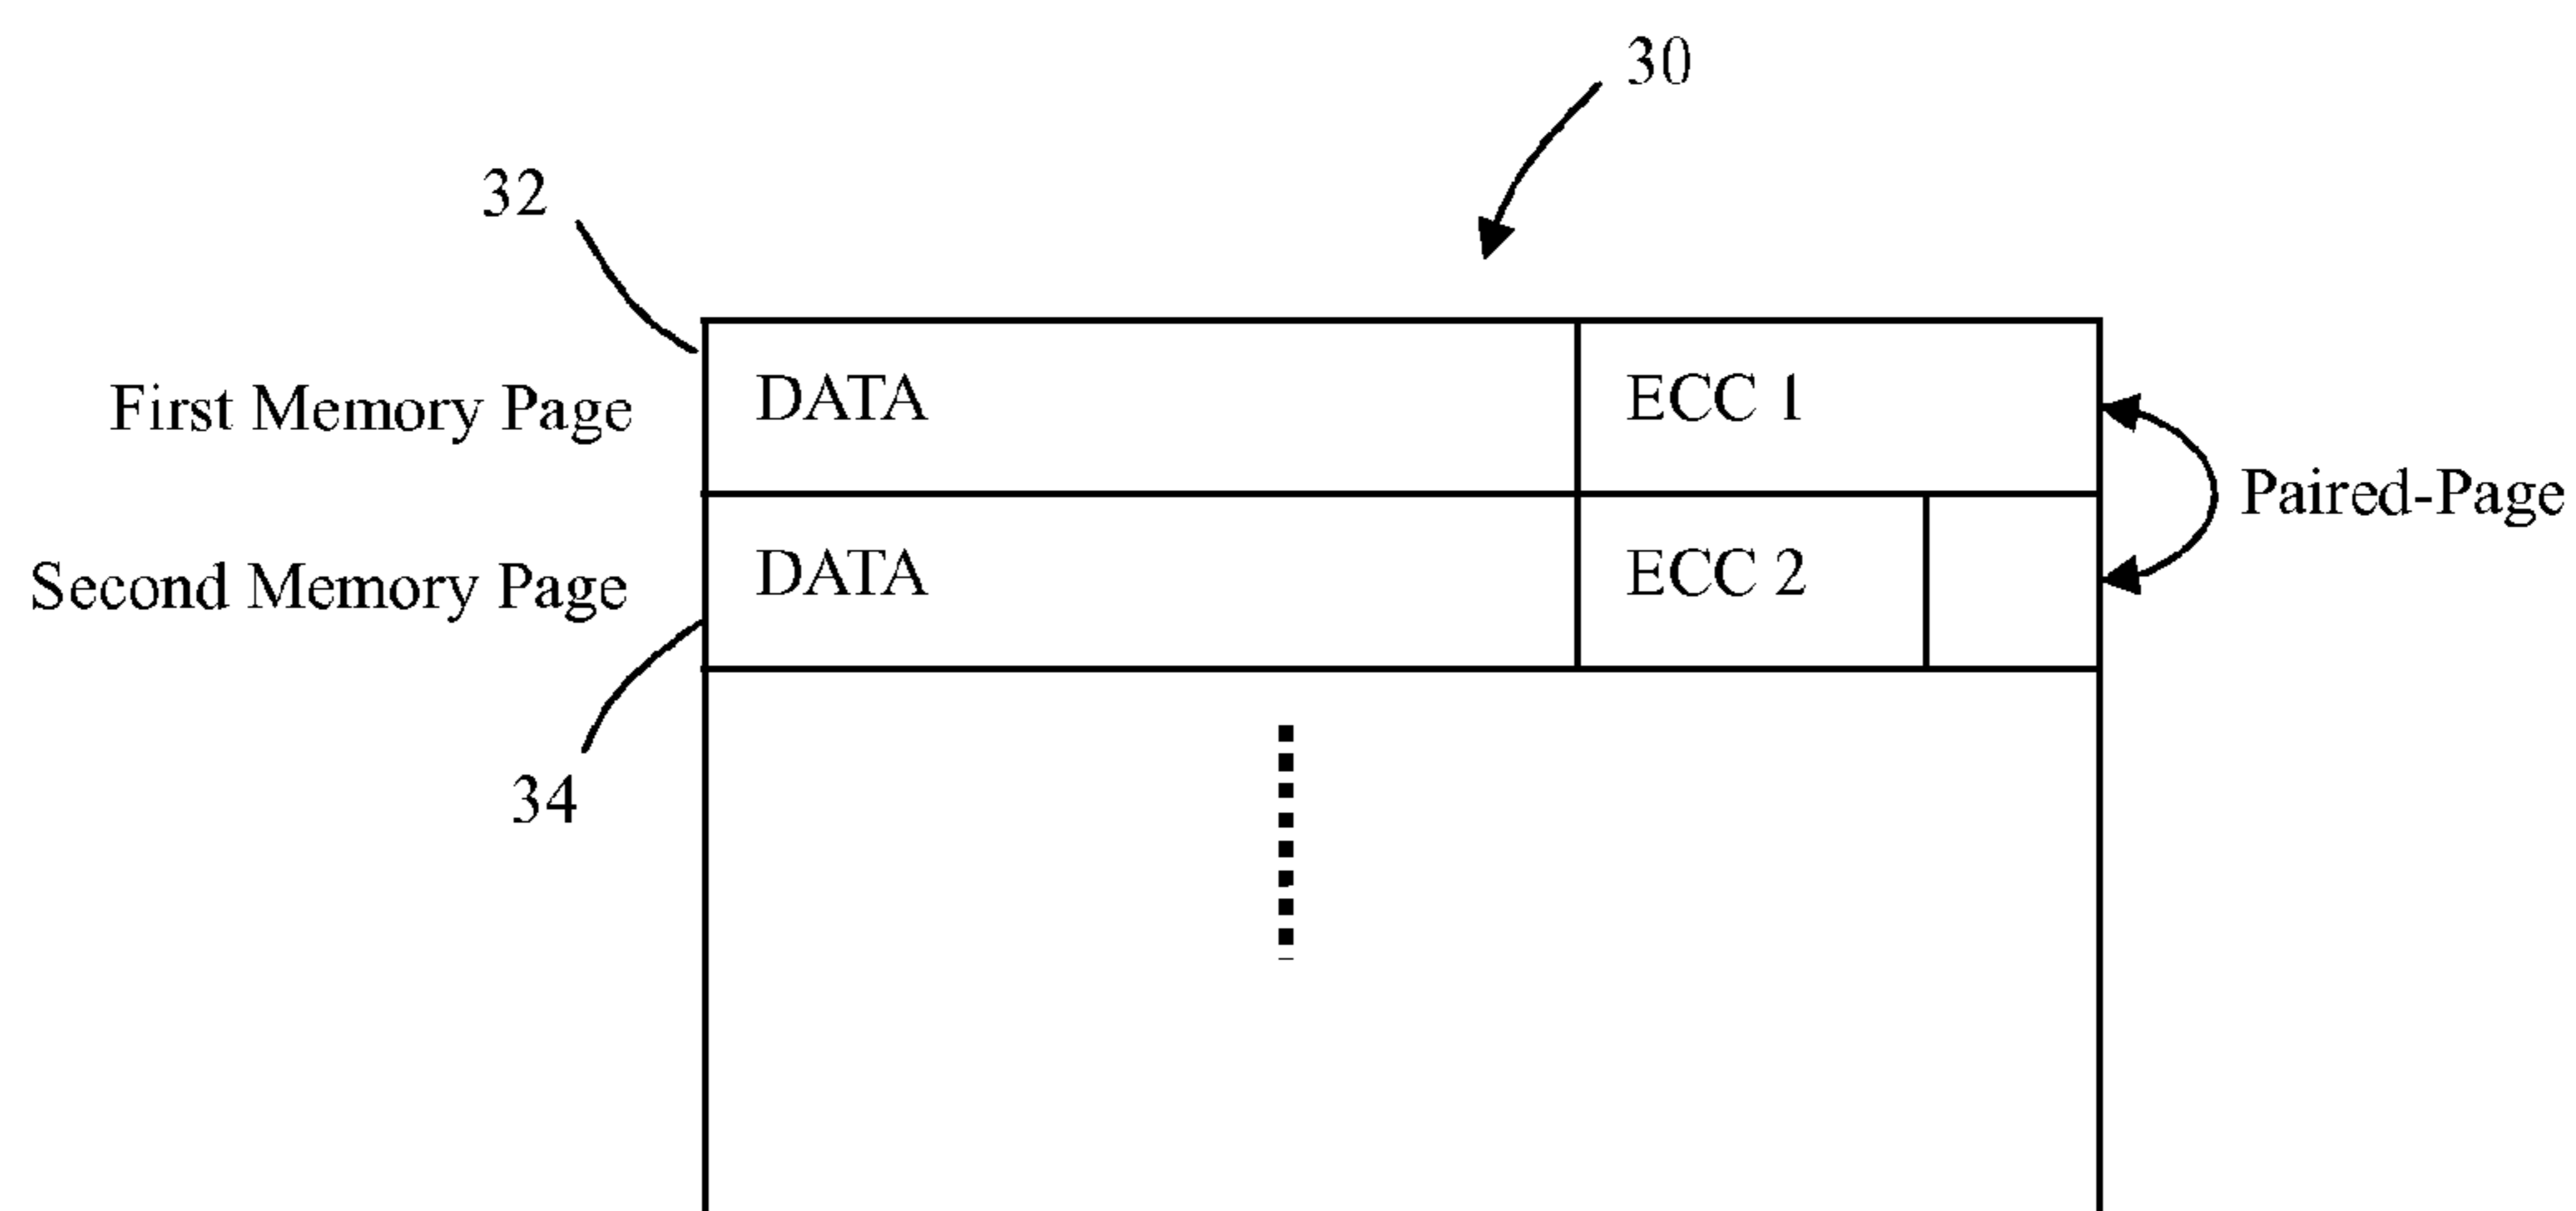 30
32
First Memory Page
DATA
ECC 1
Paired-Page
Second Memory Page
DATA
ECC 2
34